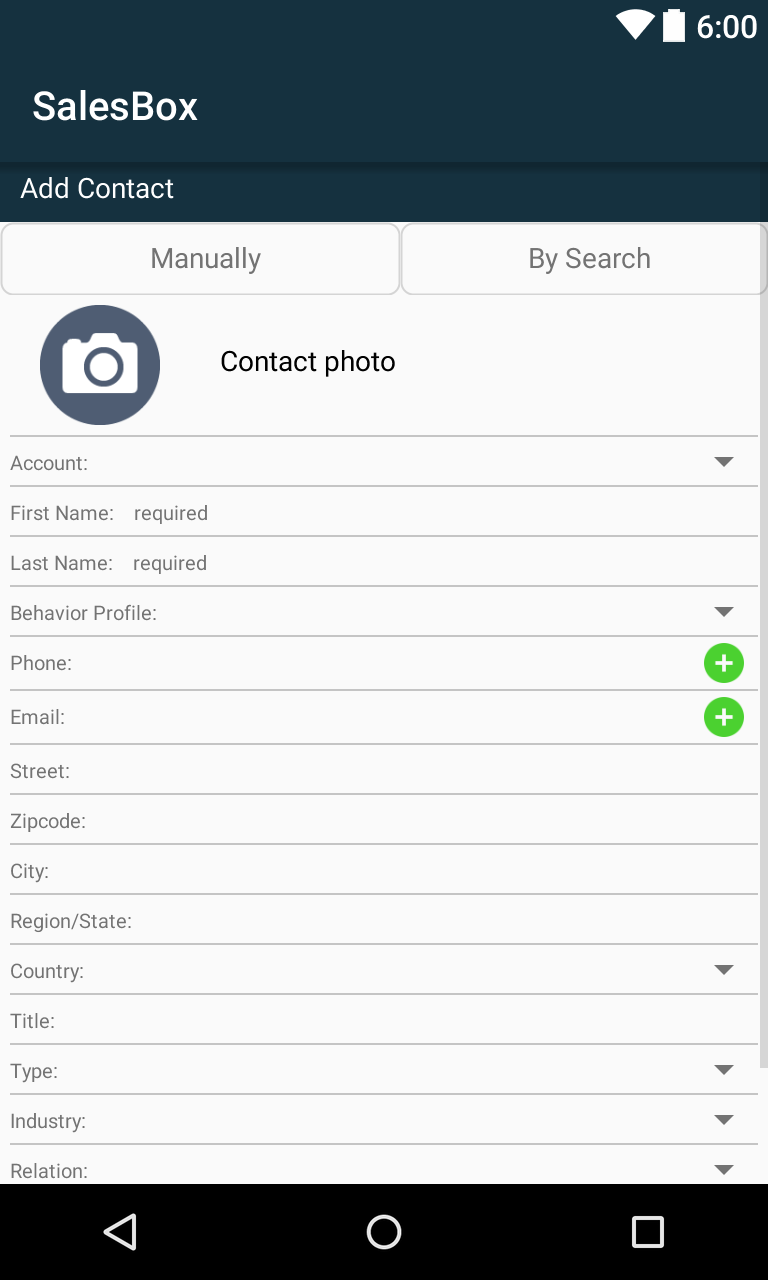 6:00
SalesBox
Add Contact
Manually By Search
Contact photo
Account:
First Name: required
Last Name: required
Behavior Profile:
Phone:
Email:
Street:
Zipcode:
City:
Region/State:
Country:
Title:
Type:
Industry:
Relation: